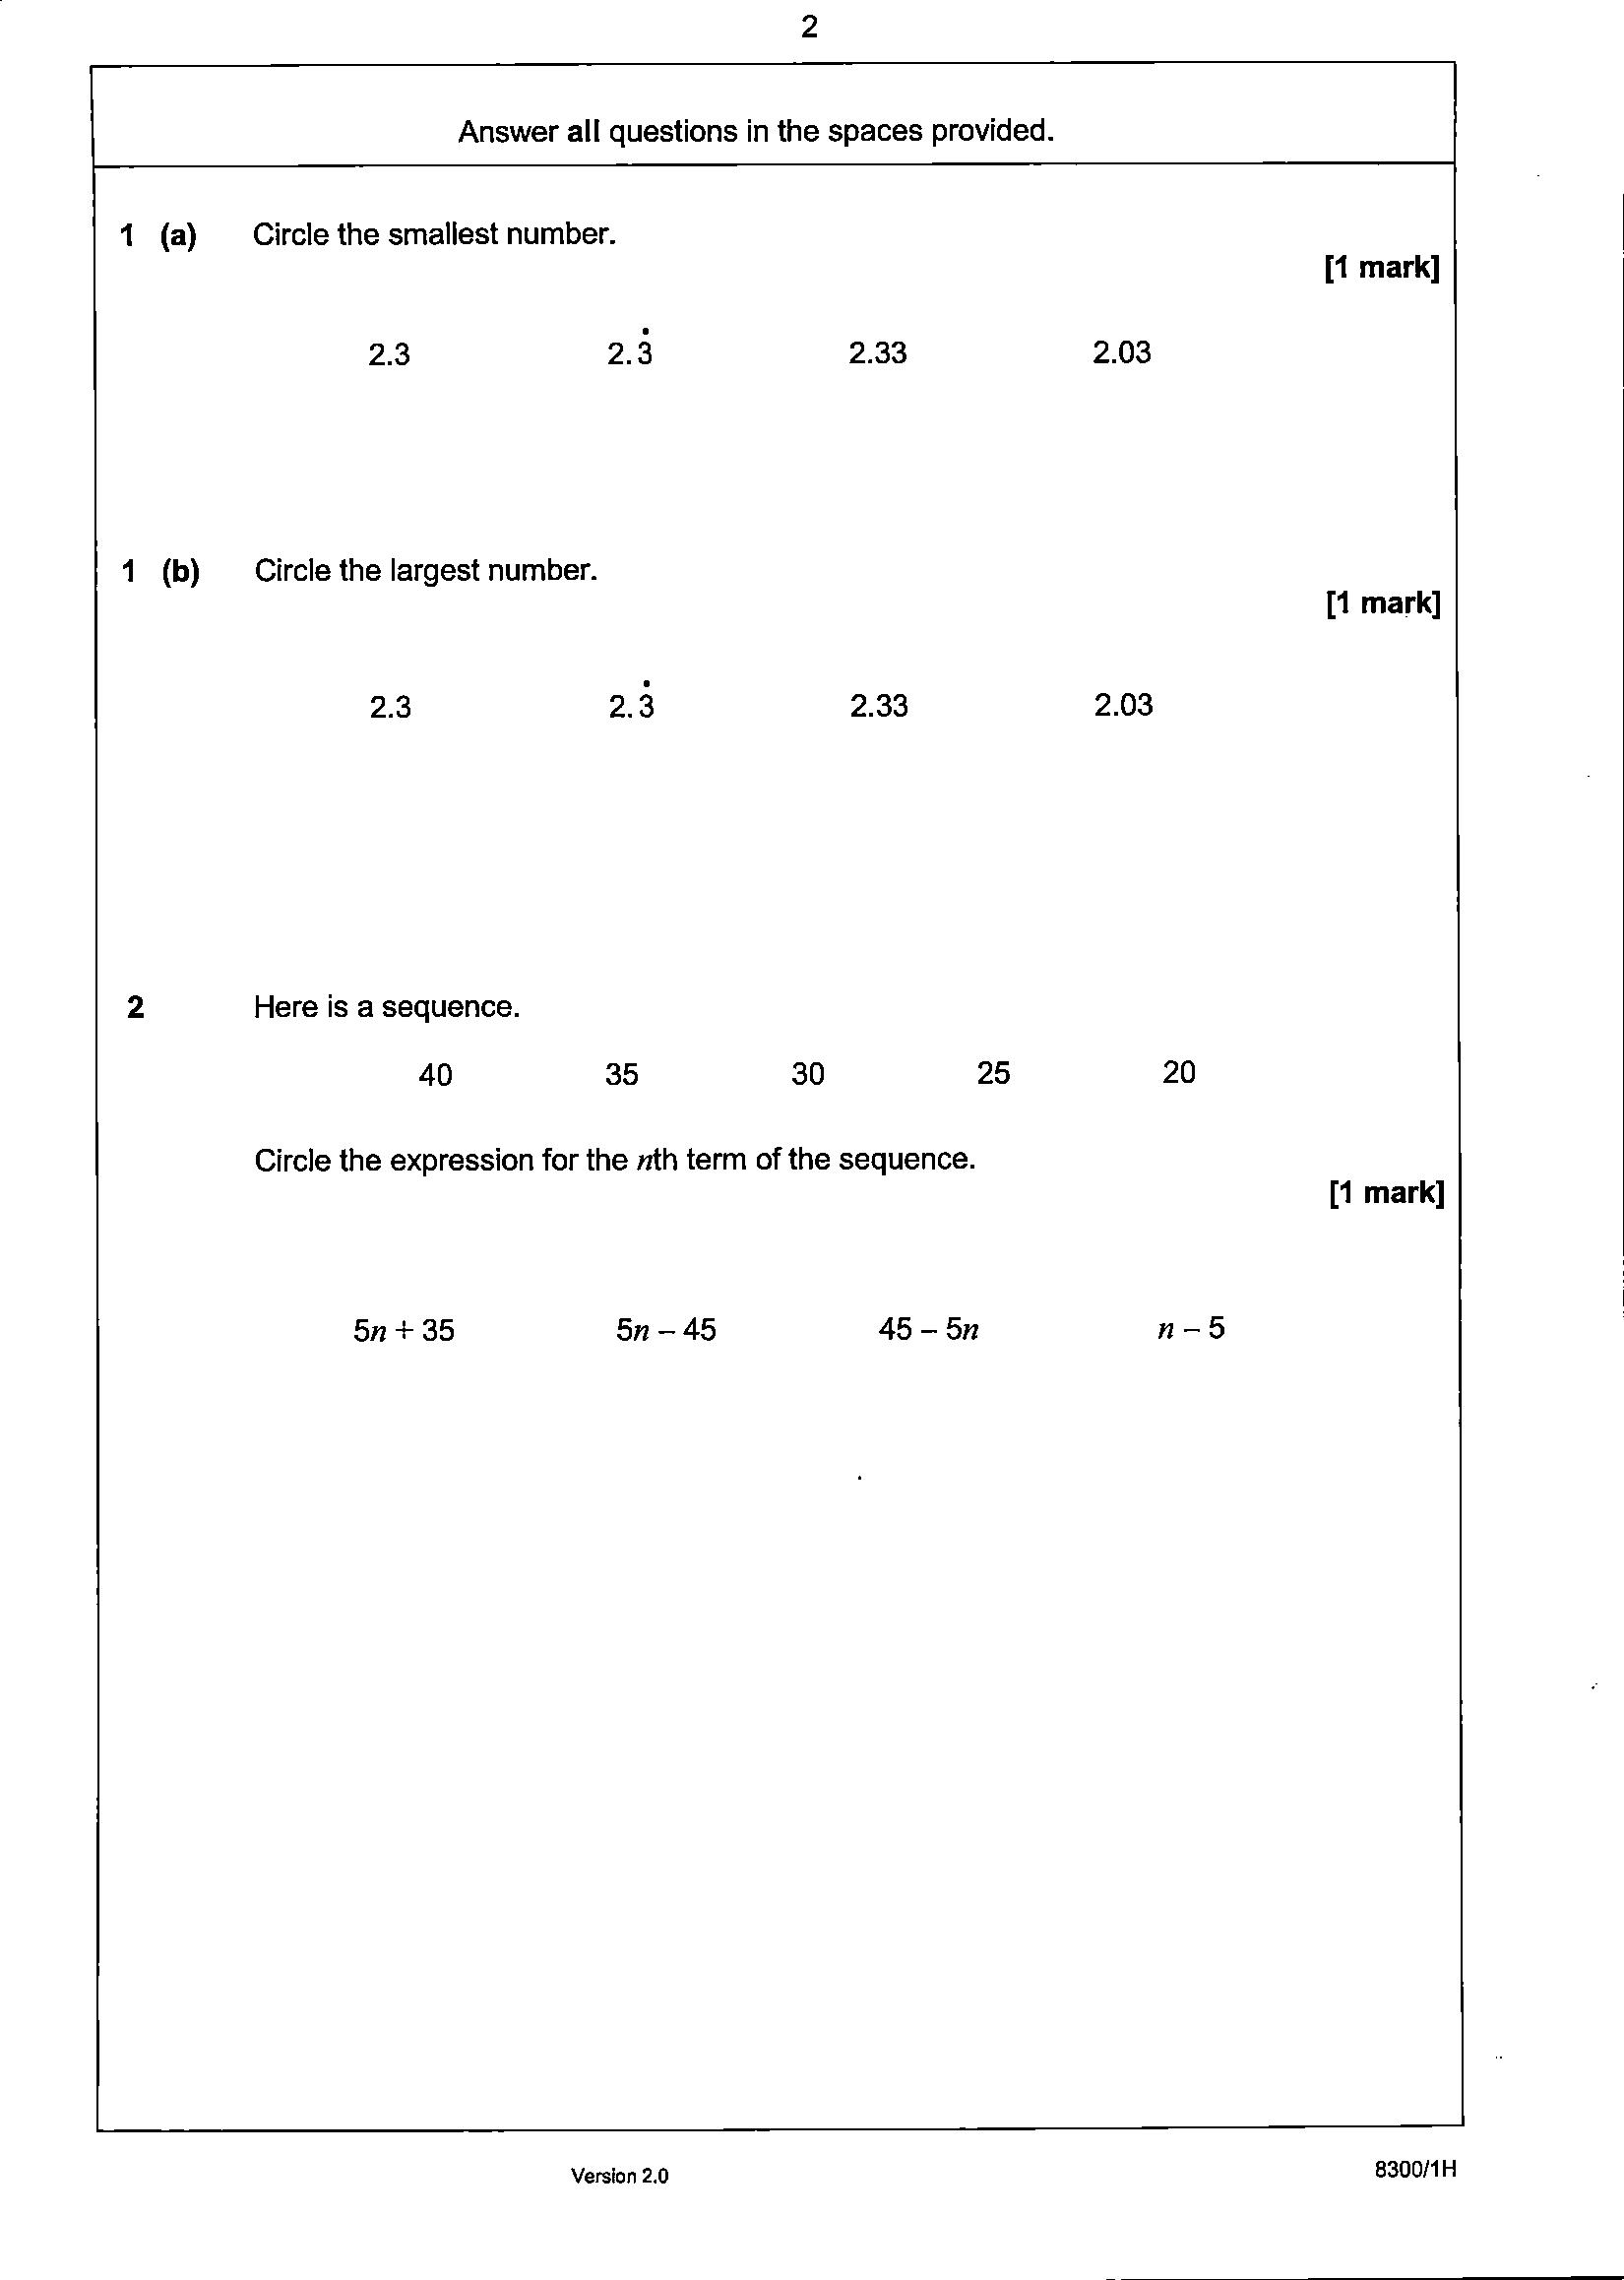 2
Answer all questions in the spaces provided.
1 (a) Circle the smallest number.
[1 mark]
2.3 2.3̇ 2.33 2.03
1 (b) Circle the largest number.
[1 mark]
2.3 2.3̇ 2.33 2.03
2 Here is a sequence.
40 35 30 25 20
Circle the expression for the nth term of the sequence.
[1 mark]
5n + 35 5n – 45 45 – 5n n – 5
Version 2.0 8300/1H